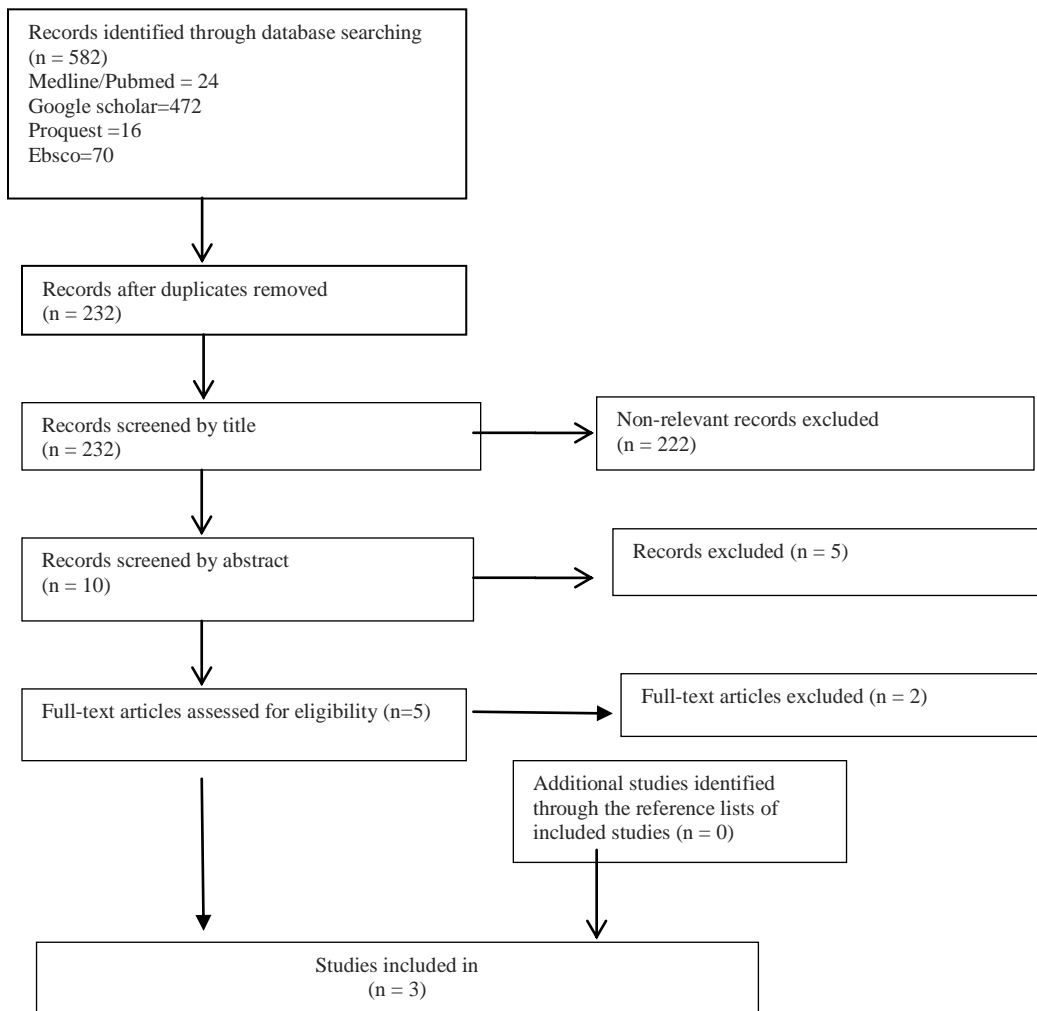 Records identified through database searching
(n = 582)
Medline/Pubmed = 24
Google scholar=472
Proquest =16
Ebsco=70
Records after duplicates removed
(n = 232)
Records screened by title
(n = 232)
Non-relevant records excluded
(n = 222)
Records screened by abstract
(n = 10)
Records excluded (n = 5)
Full-text articles assessed for eligibility (n=5)
Full-text articles excluded (n = 2)
Additional studies identified
through the reference lists of
included studies (n = 0)
Studies included in
(n = 3)